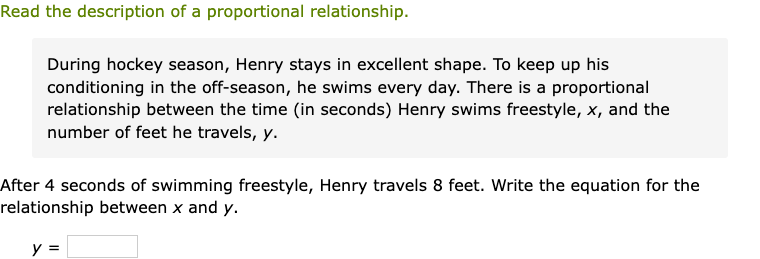 Read the description of a proportional relationship.
During hockey season, Henry stays in excellent shape. To keep up his
conditioning in the off-season, he swims every day. There is a proportional
relationship between the time (in seconds) Henry swims freestyle, x, and the
number of feet he travels, y.
After 4 seconds of swimming freestyle, Henry travels 8 feet. Write the equation for the
relationship between x and y.
y =